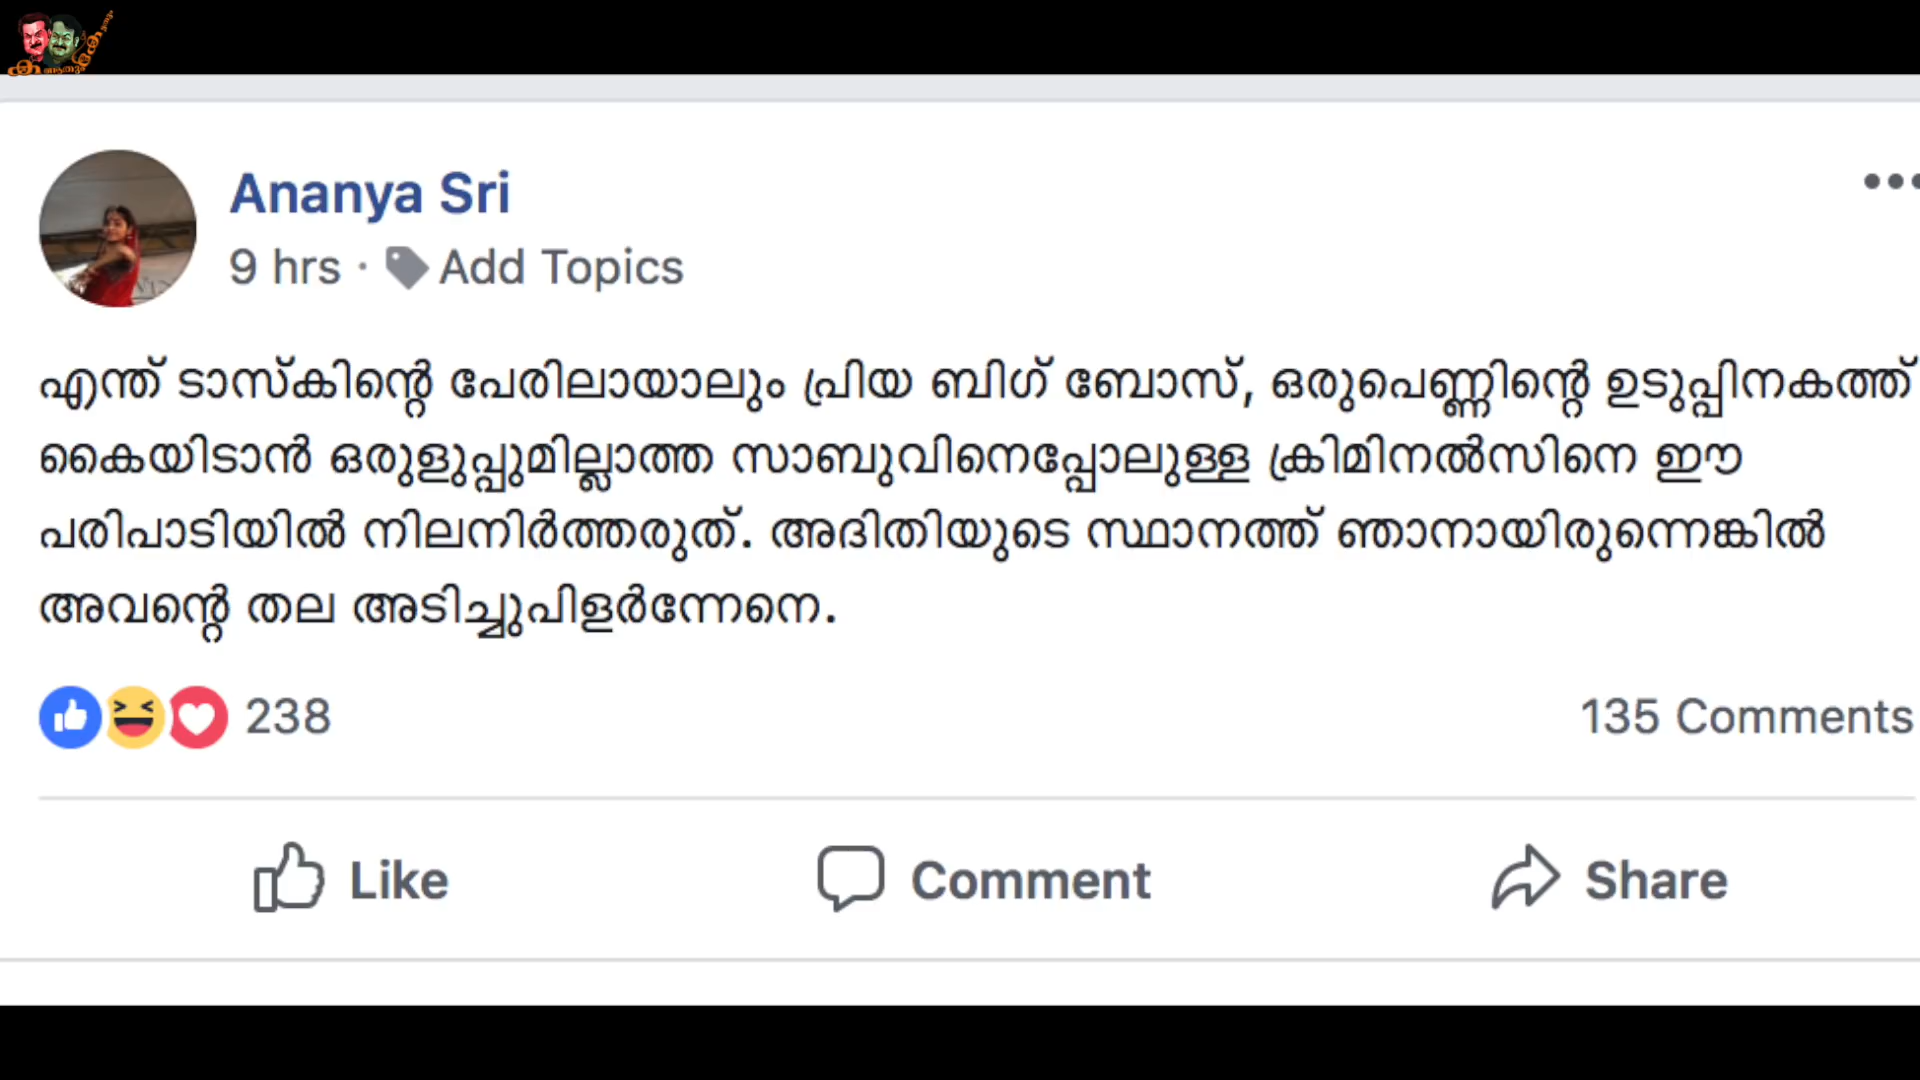 Ananya Sri
9 hrs · Add Topics
എന്ത് ടാസ്കിന്റെ പേരിലായാലും പ്രിയ ബിഗ് ബോസ്, ഒരുപെണ്ണിന്റെ ഉടുപ്പിനകത്ത്
കൈയിടാൻ ഒരുളുപ്പുമില്ലാത്ത സാബുവിനെപ്പോലുള്ള ക്രിമിനൽസിനെ ഈ
പരിപാടിയിൽ നിലനിർത്തരുത്. അദിതിയുടെ സ്ഥാനത്ത് ഞാനായിരുന്നെങ്കിൽ
അവന്റെ തല അടിച്ചുപിളർന്നേനെ.
238
135 Comments
Like
Comment
Share